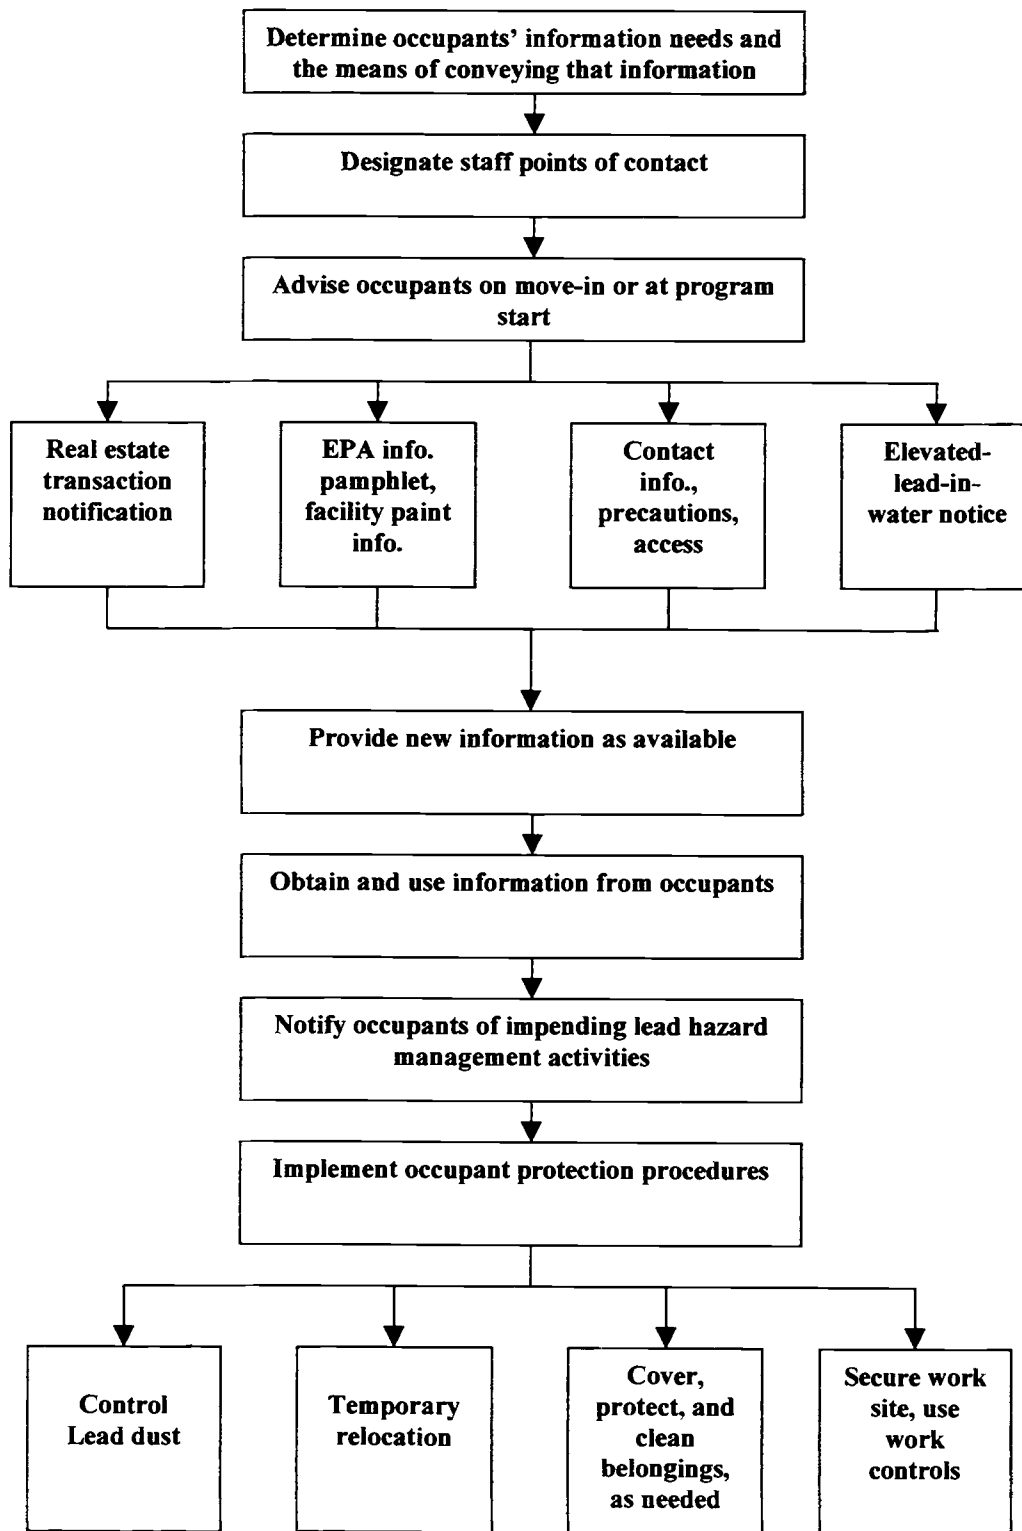 Determine occupants’ information needs and
the means of conveying that information
Designate staff points of contact
Advise occupants on move-in or at program
start
Real estate
transaction
notification
EPA info.
pamphlet,
facility paint
info.
Contact
info.,
precautions,
access
Elevated-
lead-in-
water notice
Provide new information as available
Obtain and use information from occupants
Notify occupants of impending lead hazard
management activities
Implement occupant protection procedures
Control
Lead dust
Temporary
relocation
Cover,
protect, and
clean
belongings,
as needed
Secure work
site, use
work
controls